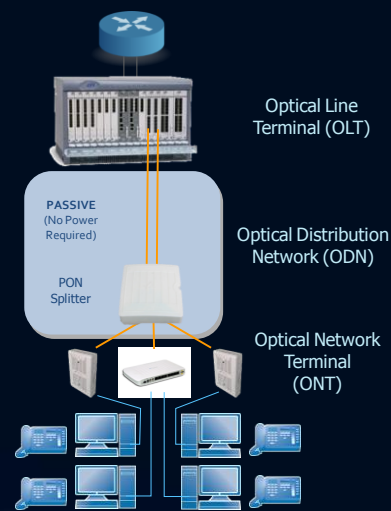 Optical Line
Terminal (OLT)
PASSIVE
(No Power
Required)
Optical Distribution
Network (ODN)
PON
Splitter
Optical Network
Terminal
(ONT)